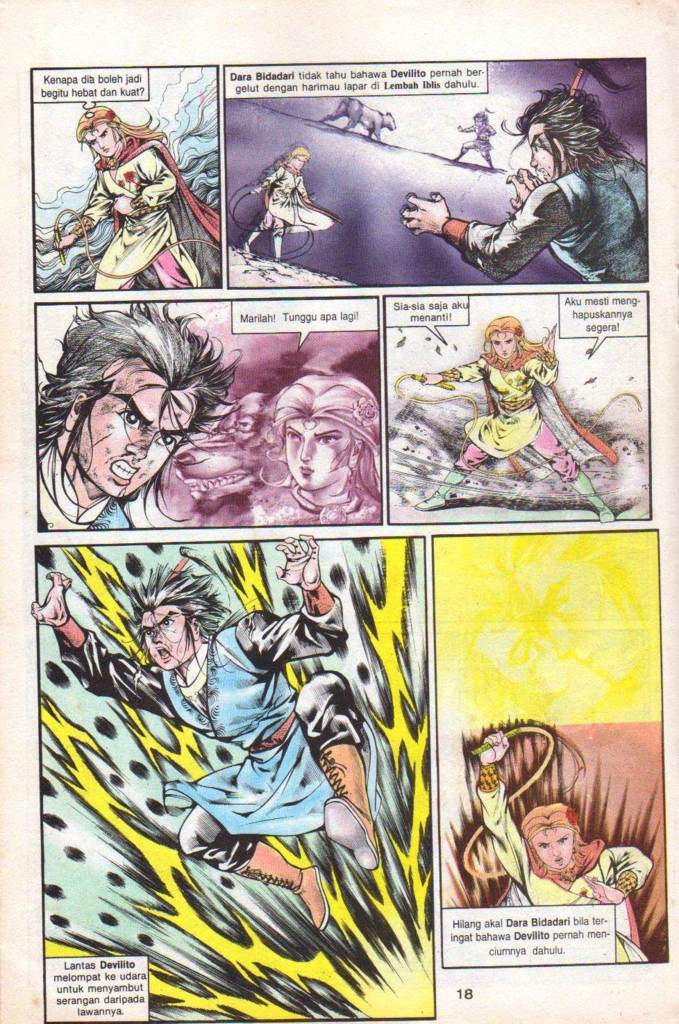 Kenapa dia boleh jadi
begitu hebat dan kuat?
Dara Bidadari tidak tahu bahawa Devilito pernah ber-
gelut dengan harimau lapar di Lembah Iblis dahulu.
Marilah! Tunggu apa lagi!
Sia-sia saja aku
menanti!
Aku mesti meng-
hapuskannya
segera!
Lantas Devilito
melompat ke udara
untuk menyambut
serangan daripada
lawannya.
Hilang akal Dara Bidadari bila ter-
ingat bahawa Devilito pernah men-
ciumnya dahulu.
18